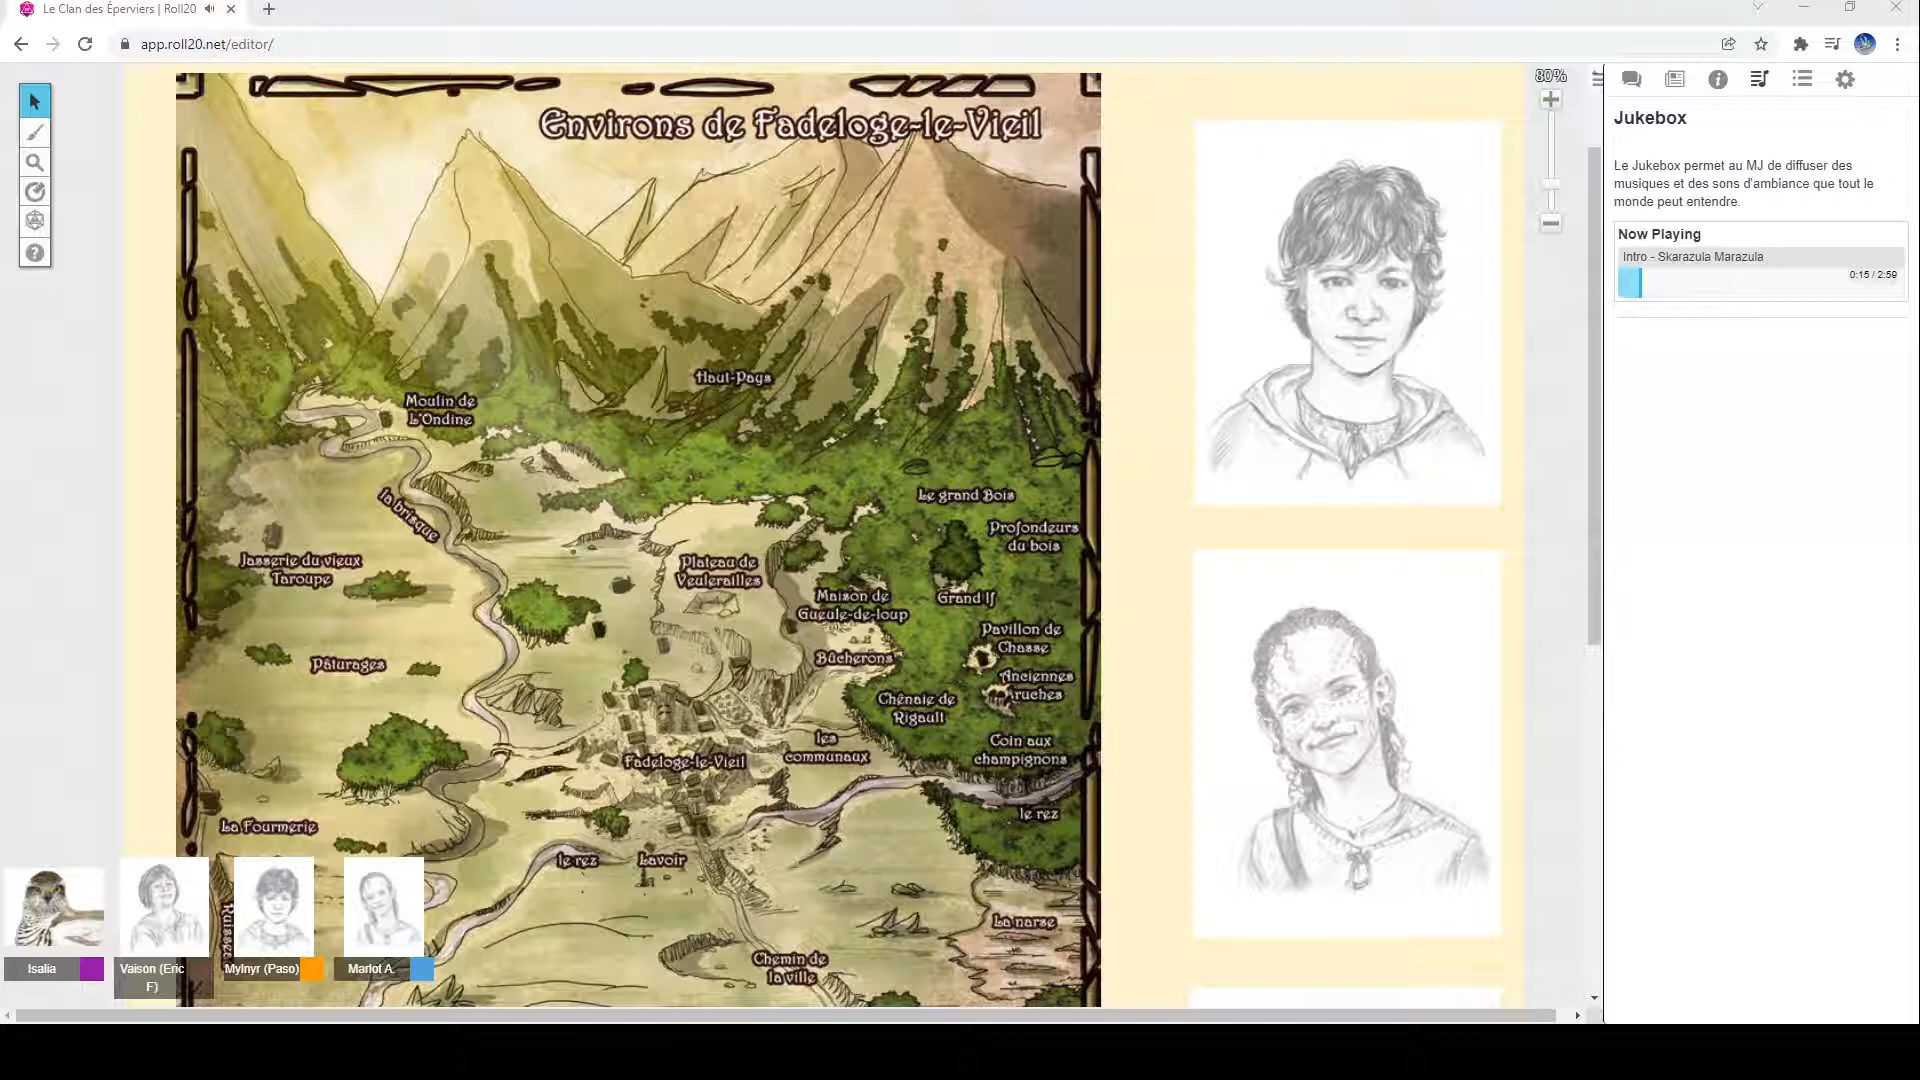 Le Clan des Éperviers | Roll20
app.roll20.net/editor/
80%
Environs de Fadeloge-le-Vieil
Haut-Pays
Moulin de
L'Ondine
la brisque
Le grand Bois
Profondeurs
du bois
Jasserie du vieux
Taroupe
Plateau de
Veulerailles
Maison de
Gueule-de-loup
Grand If
Pavillon de
Chasse
Pâturages
Bûcherons
Anciennes
ruches
Chênaie de
Rigault
les
communaux
Coin aux
champignons
Fadeloge-le-Vieil
le rez
La Fourmerie
le rez
Lavoir
La narse
Chemin de
la ville
Isalia
Vaison (Eric
F)
Mylnyr (Paso)
Marlot A.
Jukebox
Le Jukebox permet au MJ de diffuser des
musiques et des sons d'ambiance que tout le
monde peut entendre.
Now Playing
Intro - Skarazula Marazula
0:15 / 2:59